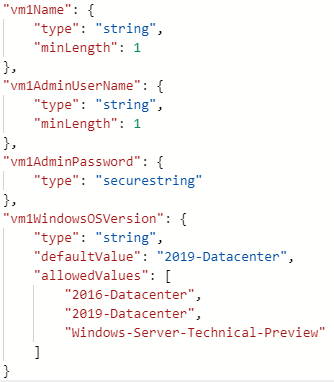 "vm1Name": {
    "type": "string",
    "minLength": 1
},
"vm1AdminUserName": {
    "type": "string",
    "minLength": 1
},
"vm1AdminPassword": {
    "type": "securestring"
},
"vm1WindowsOSVersion": {
    "type": "string",
    "defaultValue": "2019-Datacenter",
    "allowedValues": [
        "2016-Datacenter",
        "2019-Datacenter",
        "Windows-Server-Technical-Preview"
    ]
}